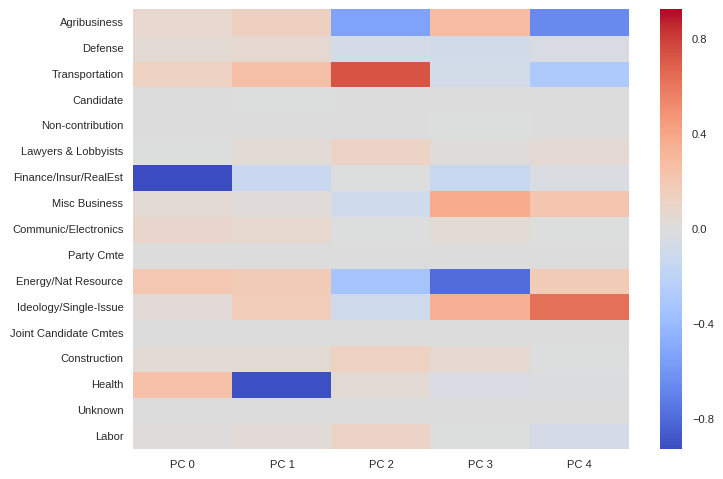 Agribusiness
Defense
Transportation
Candidate
Non-contribution
Lawyers & Lobbyists
Finance/Insur/RealEst
Misc Business
Communic/Electronics
Party Cmte
Energy/Nat Resource
Ideology/Single-Issue
Joint Candidate Cmtes
Construction
Health
Unknown
Labor
PC 0 PC 1 PC 2 PC 3 PC 4
0.8
0.4
0.0
−0.4
−0.8